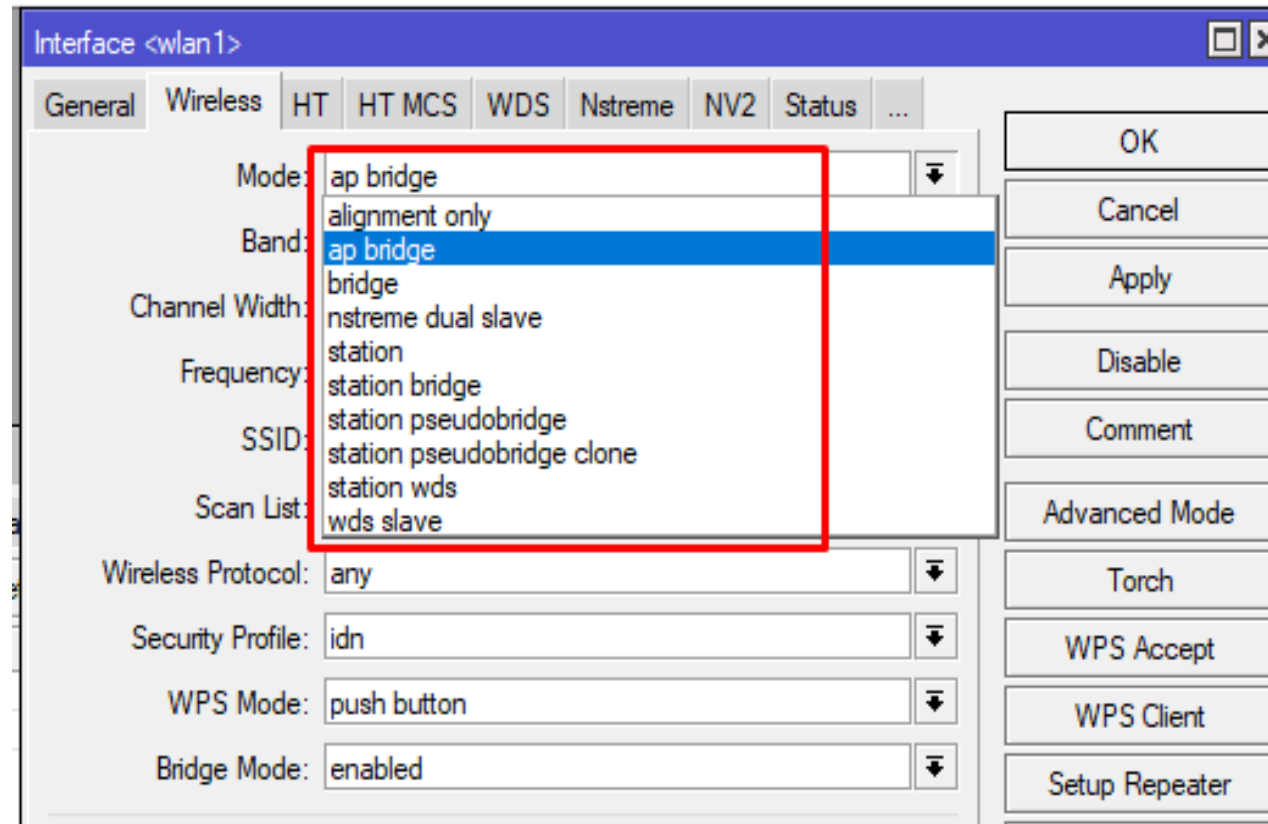 Interface <wlan1>
General Wireless HT HT MCS WDS Nstreme NV2 Status ...
Mode: ap bridge
alignment only
ap bridge
bridge
nstreme dual slave
station
station bridge
station pseudobridge
station pseudobridge clone
station wds
wds slave
Band:
Channel Width:
Frequency:
SSID:
Scan List:
Wireless Protocol: any
Security Profile: idn
WPS Mode: push button
Bridge Mode: enabled
OK
Cancel
Apply
Disable
Comment
Advanced Mode
Torch
WPS Accept
WPS Client
Setup Repeater